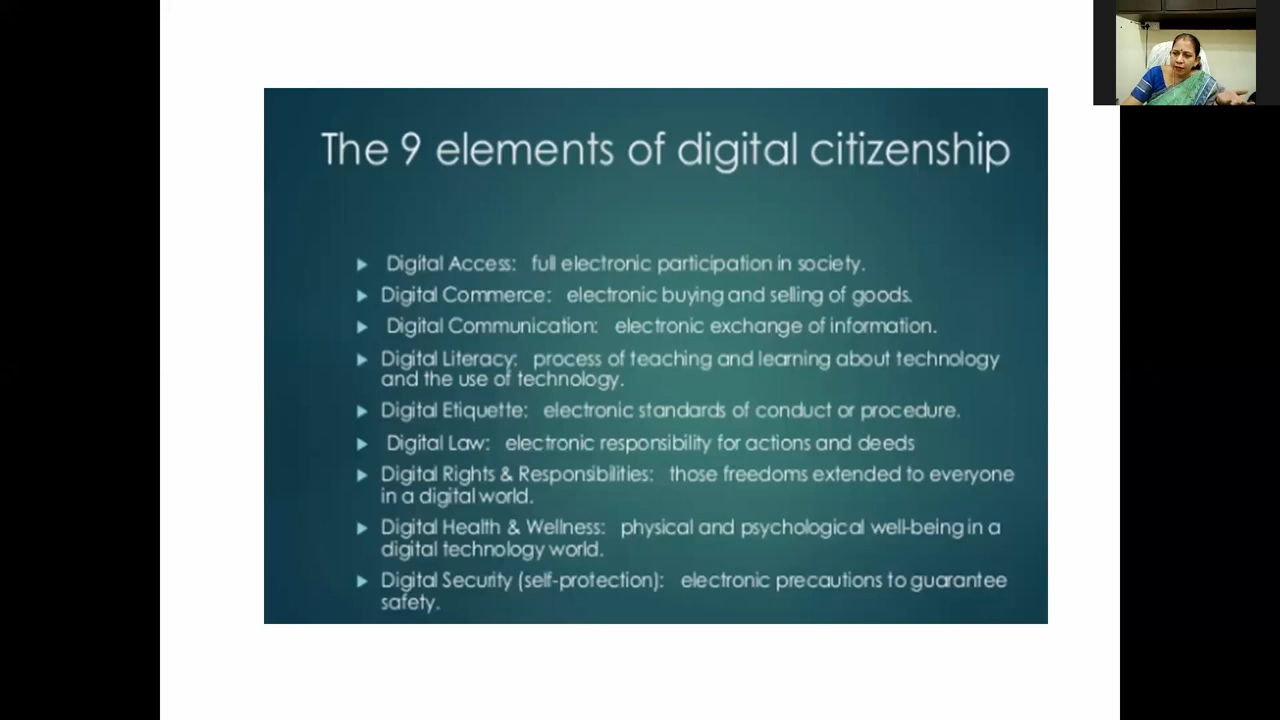 The 9 elements of digital citizenship
Digital Access: full electronic participation in society.
Digital Commerce: electronic buying and selling of goods.
Digital Communication: electronic exchange of information.
Digital Literacy: process of teaching and learning about technology
and the use of technology.
Digital Etiquette: electronic standards of conduct or procedure.
Digital Law: electronic responsibility for actions and deeds
Digital Rights & Responsibilities: those freedoms extended to everyone
in a digital world.
Digital Health & Wellness: physical and psychological well-being in a
digital technology world.
Digital Security (self-protection): electronic precautions to guarantee
safety.